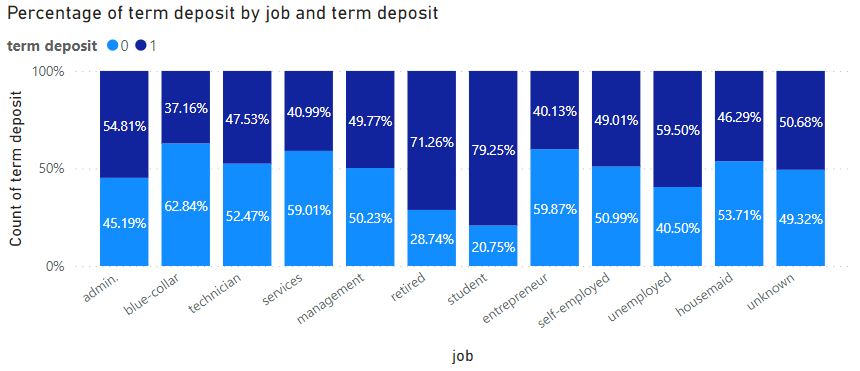 Percentage of term deposit by job and term deposit
term deposit 0 1
Count of term deposit
100%
50%
0%
54.81% 37.16% 47.53% 40.99% 49.77% 71.26% 79.25% 40.13% 49.01% 59.50% 46.29% 50.68%
45.19% 62.84% 52.47% 59.01% 50.23% 28.74% 20.75% 59.87% 50.99% 40.50% 53.71% 49.32%
admin. blue-collar technician services management retired student entrepreneur self-employed unemployed housemaid unknown
job